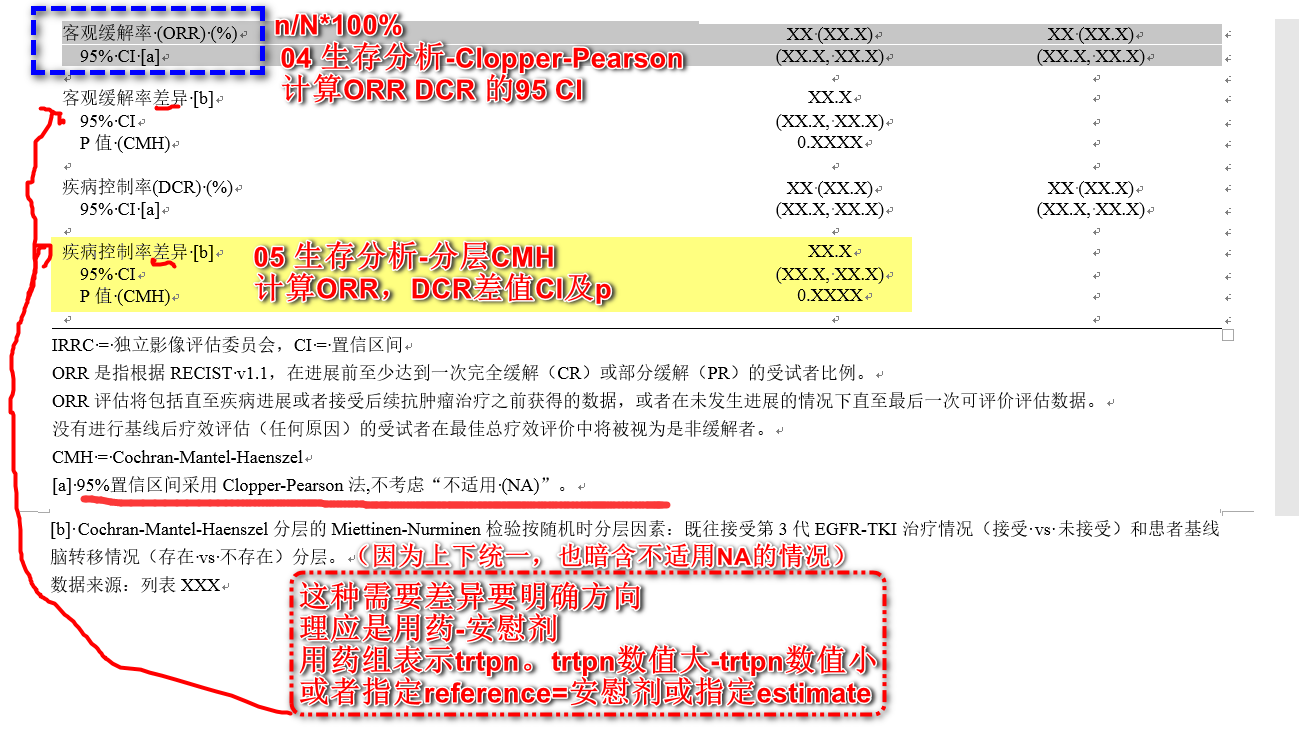 客观缓解率·(ORR)·(%) XX·(XX.X) XX·(XX.X)
n/N*100%
95%·CI·[a] (XX.X,·XX.X) (XX.X,·XX.X)
04 生存分析-Clopper-Pearson
计算ORR DCR 的95 CI
客观缓解率差异·[b] XX.X
95%·CI (XX.X,·XX.X)
P 值·(CMH) 0.XXXX
疾病控制率(DCR)·(%) XX·(XX.X) XX·(XX.X)
95%·CI·[a] (XX.X,·XX.X) (XX.X,·XX.X)
疾病控制率差异·[b] XX.X
05 生存分析-分层CMH
95%·CI (XX.X,·XX.X)
计算ORR，DCR差值CI及p
P 值·(CMH) 0.XXXX
IRRC·=·独立影像评估委员会，CI·=·置信区间
ORR 是指根据 RECIST·v1.1，在进展前至少达到一次完全缓解（CR）或部分缓解（PR）的受试者比例。
ORR 评估将包括直至疾病进展或者接受后续抗肿瘤治疗之前获得的数据，或者在未发生进展的情况下直至最后一次可评价评估数据。
没有进行基线后疗效评估（任何原因）的受试者在最佳总疗效评价中将被视为是非缓解者。
CMH·=·Cochran-Mantel-Haenszel
[a]·95%置信区间采用 Clopper-Pearson 法,不考虑“不适用·(NA)”。
[b]·Cochran-Mantel-Haenszel 分层的 Miettinen-Nurminen 检验按随机时分层因素：既往接受第 3 代 EGFR-TKI 治疗情况（接受·vs·未接受）和患者基线
脑转移情况（存在·vs·不存在）分层。
（因为上下统一，也暗含不适用NA的情况）
数据来源：列表 XXX
这种需要差异要明确方向
理应是用药-安慰剂
用药组表示trtpn。trtpn数值大-trtpn数值小
或者指定reference=安慰剂或指定estimate